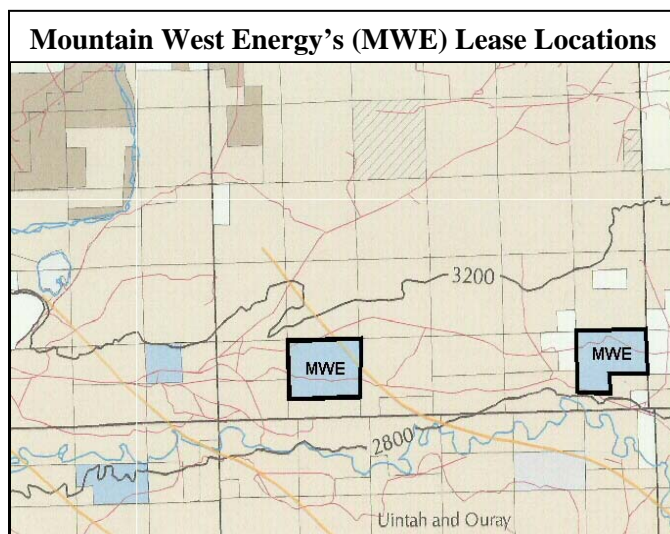 Mountain West Energy's (MWE) Lease Locations
3200
MWE
MWE
2800
Uintah and Ouray